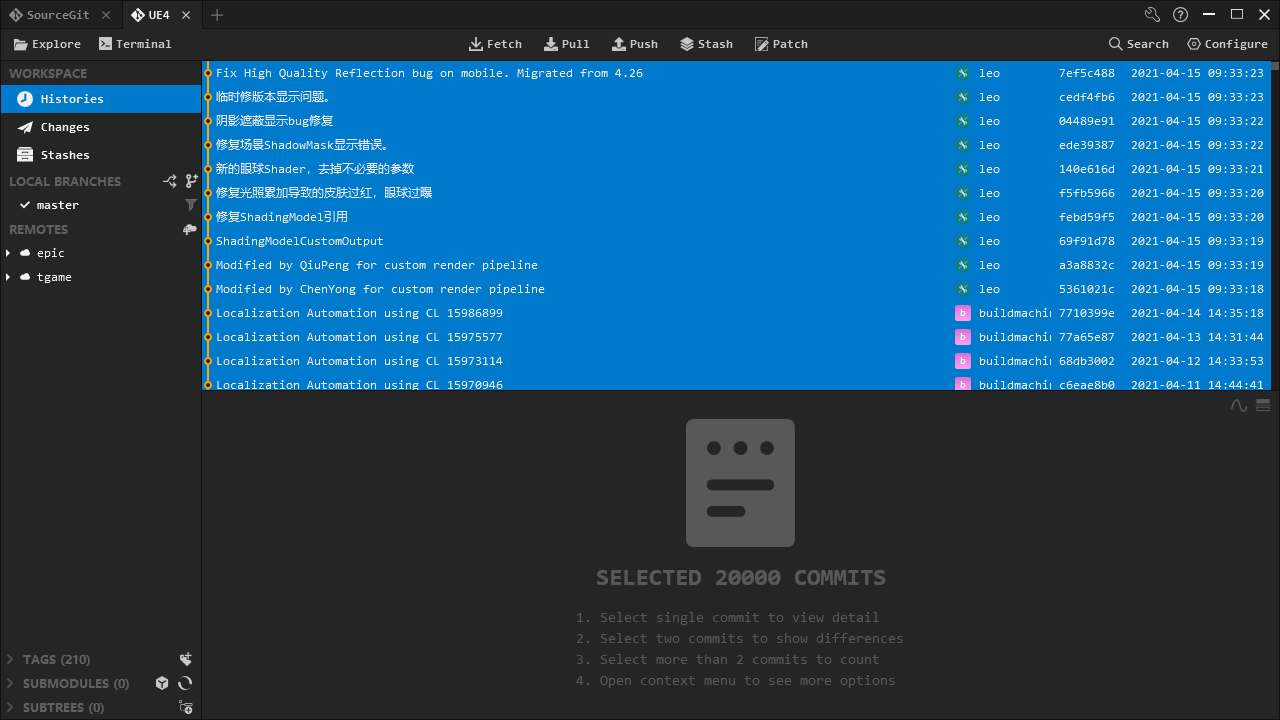 SourceGit UE4
Explore Terminal Fetch Pull Push Stash Patch Search Configure
WORKSPACE
Histories
Changes
Stashes
LOCAL BRANCHES
master
REMOTES
epic
tgame
TAGS (210)
SUBMODULES (0)
SUBTREES (0)
Fix High Quality Reflection bug on mobile. Migrated from 4.26 leo 7ef5c488 2021-04-15 09:33:23
临时修版本显示问题。 leo cedf4fb6 2021-04-15 09:33:23
阴影遮蔽显示bug修复 leo 04489e91 2021-04-15 09:33:22
修复场景ShadowMask显示错误。 leo ede39387 2021-04-15 09:33:22
新的眼球Shader，去掉不必要的参数 leo 140e616d 2021-04-15 09:33:21
修复光照累加导致的皮肤过红，眼球过曝 leo f5fb5966 2021-04-15 09:33:20
修复ShadingModel引用 leo febd59f5 2021-04-15 09:33:20
ShadingModelCustomOutput leo 69f91d78 2021-04-15 09:33:19
Modified by QiuPeng for custom render pipeline leo a3a8832c 2021-04-15 09:33:19
Modified by ChenYong for custom render pipeline leo 5361021c 2021-04-15 09:33:18
Localization Automation using CL 15986899 b buildmachin 7710399e 2021-04-14 14:35:18
Localization Automation using CL 15975577 b buildmachin 77a65e87 2021-04-13 14:31:44
Localization Automation using CL 15973114 b buildmachin 68db3002 2021-04-12 14:33:53
Localization Automation using CL 15970946 b buildmachin c6eae8b0 2021-04-11 14:44:41
SELECTED 20000 COMMITS
1. Select single commit to view detail
2. Select two commits to show differences
3. Select more than 2 commits to count
4. Open context menu to see more options